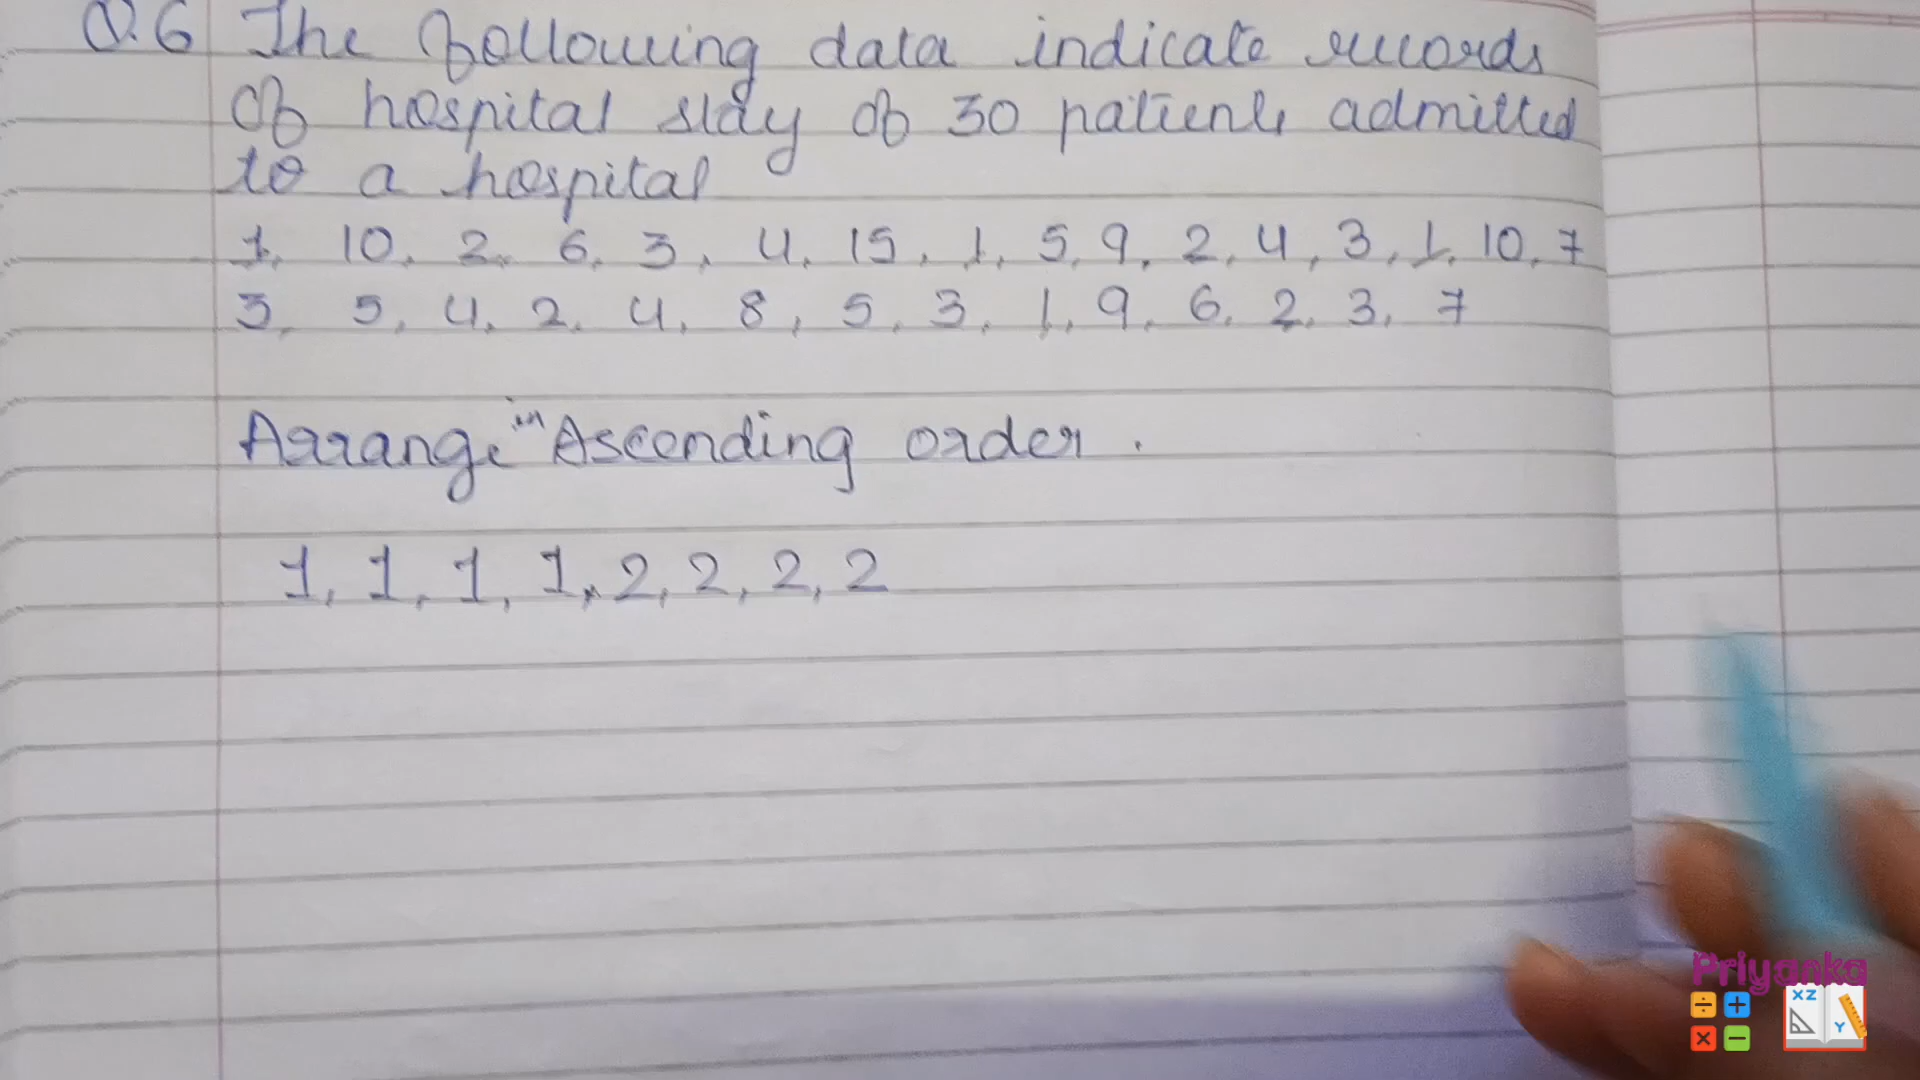 Q.6 The following data indicate records
of hospital stay of 30 patients admitted
to a hospital
1, 10, 2, 6, 3, 4, 15, 1, 5, 9, 2, 4, 3, 1, 10, 7
3, 5, 4, 2, 4, 8, 5, 3, 1, 9, 6, 2, 3, 7
Arrange in Ascending order.
1, 1, 1, 1, 2, 2, 2, 2
Priyanka
÷ +
× −
XZ
Y